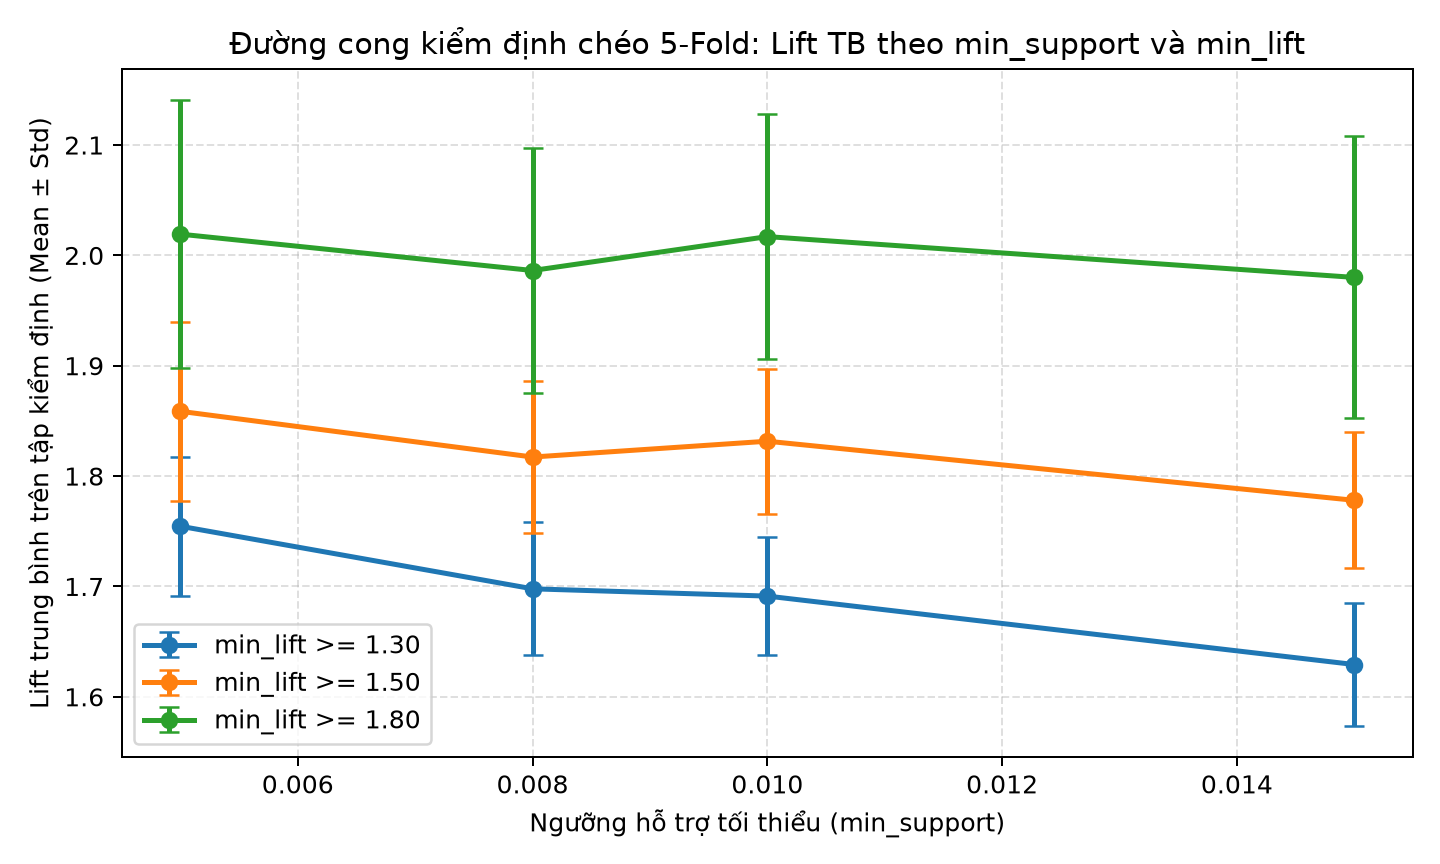 Đường cong kiểm định chéo 5-Fold: Lift TB theo min_support và min_lift
Lift trung bình trên tập kiểm định (Mean ± Std)
2.1
2.0
1.9
1.8
1.7
1.6
min_lift >= 1.30
min_lift >= 1.50
min_lift >= 1.80
0.006
0.008
0.010
0.012
0.014
Ngưỡng hỗ trợ tối thiểu (min_support)